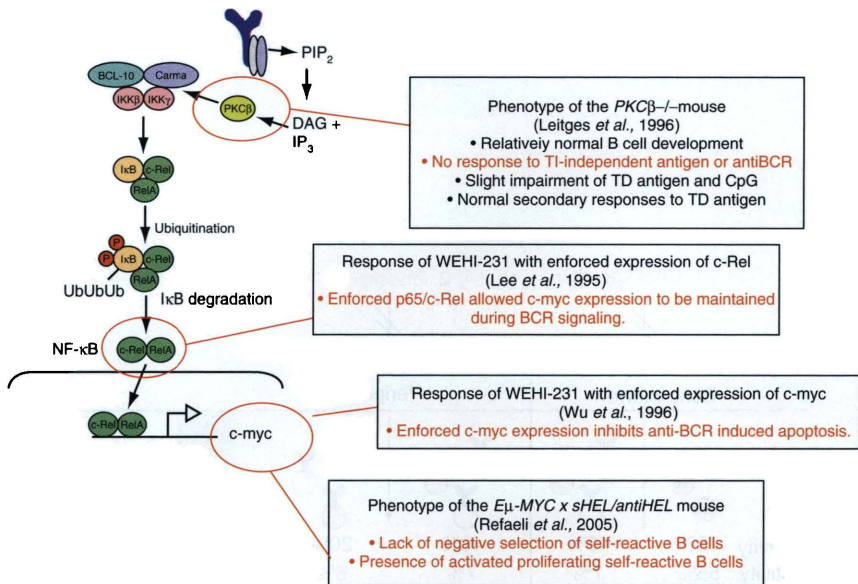 PIP2
BCL-10 Carma
IKKβ IKKγ
PKCβ
DAG +
IP3
IκB c-Rel
RelA
Ubiquitination
P
P
IκB c-Rel
RelA
UbUbUb
IκB degradation
NF-κB
c-Rel RelA
c-Rel RelA
c-myc
Phenotype of the PKCβ–/–mouse
(Leitges et al., 1996)
• Relatively normal B cell development
• No response to TI-independent antigen or antiBCR
• Slight impairment of TD antigen and CpG
• Normal secondary responses to TD antigen
Response of WEHI-231 with enforced expression of c-Rel
(Lee et al., 1995)
• Enforced p65/c-Rel allowed c-myc expression to be maintained
during BCR signaling.
Response of WEHI-231 with enforced expression of c-myc
(Wu et al., 1996)
• Enforced c-myc expression inhibits anti-BCR induced apoptosis.
Phenotype of the Eμ-MYC x sHEL/antiHEL mouse
(Refaeli et al., 2005)
• Lack of negative selection of self-reactive B cells
• Presence of activated proliferating self-reactive B cells